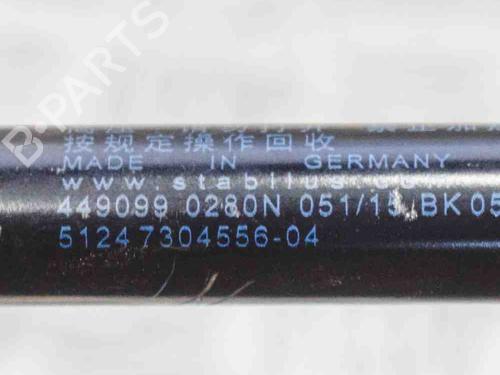 按规定操作回收
MADE IN GERMANY
www.stabilus.co
449099 0280N 051/15 BK05
51247304556-04
B-PARTS